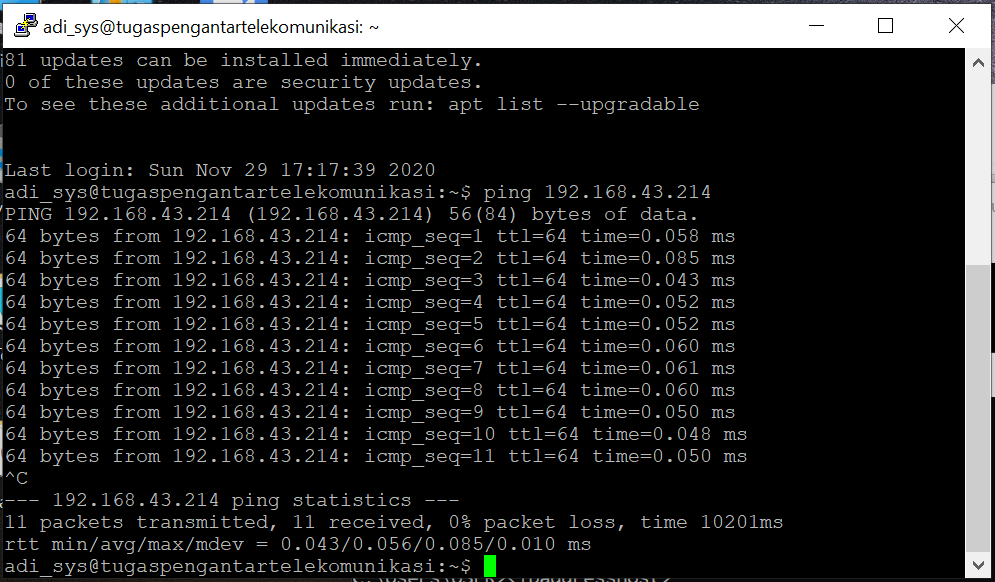 adi_sys@tugaspengantartelekomunikasi: ~
81 updates can be installed immediately.
0 of these updates are security updates.
To see these additional updates run: apt list --upgradable
Last login: Sun Nov 29 17:17:39 2020
adi_sys@tugaspengantartelekomunikasi:~$ ping 192.168.43.214
PING 192.168.43.214 (192.168.43.214) 56(84) bytes of data.
64 bytes from 192.168.43.214: icmp_seq=1 ttl=64 time=0.058 ms
64 bytes from 192.168.43.214: icmp_seq=2 ttl=64 time=0.085 ms
64 bytes from 192.168.43.214: icmp_seq=3 ttl=64 time=0.043 ms
64 bytes from 192.168.43.214: icmp_seq=4 ttl=64 time=0.052 ms
64 bytes from 192.168.43.214: icmp_seq=5 ttl=64 time=0.052 ms
64 bytes from 192.168.43.214: icmp_seq=6 ttl=64 time=0.060 ms
64 bytes from 192.168.43.214: icmp_seq=7 ttl=64 time=0.061 ms
64 bytes from 192.168.43.214: icmp_seq=8 ttl=64 time=0.060 ms
64 bytes from 192.168.43.214: icmp_seq=9 ttl=64 time=0.050 ms
64 bytes from 192.168.43.214: icmp_seq=10 ttl=64 time=0.048 ms
64 bytes from 192.168.43.214: icmp_seq=11 ttl=64 time=0.050 ms
^C
--- 192.168.43.214 ping statistics ---
11 packets transmitted, 11 received, 0% packet loss, time 10201ms
rtt min/avg/max/mdev = 0.043/0.056/0.085/0.010 ms
adi_sys@tugaspengantartelekomunikasi:~$